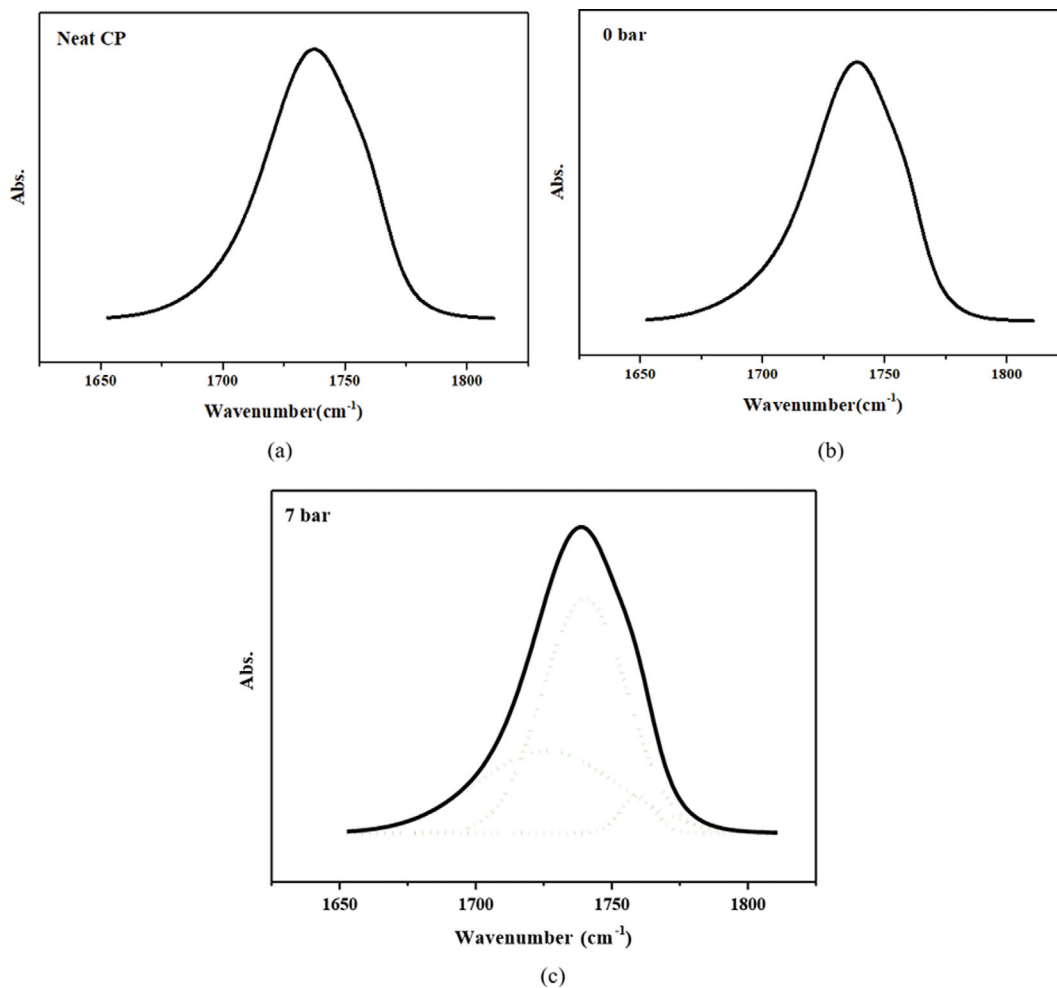 Neat CP
Abs.
1650 1700 1750 1800
Wavenumber(cm⁻¹)
(a)
0 bar
Abs.
1650 1700 1750 1800
Wavenumber(cm⁻¹)
(b)
7 bar
Abs.
1650 1700 1750 1800
Wavenumber (cm⁻¹)
(c)